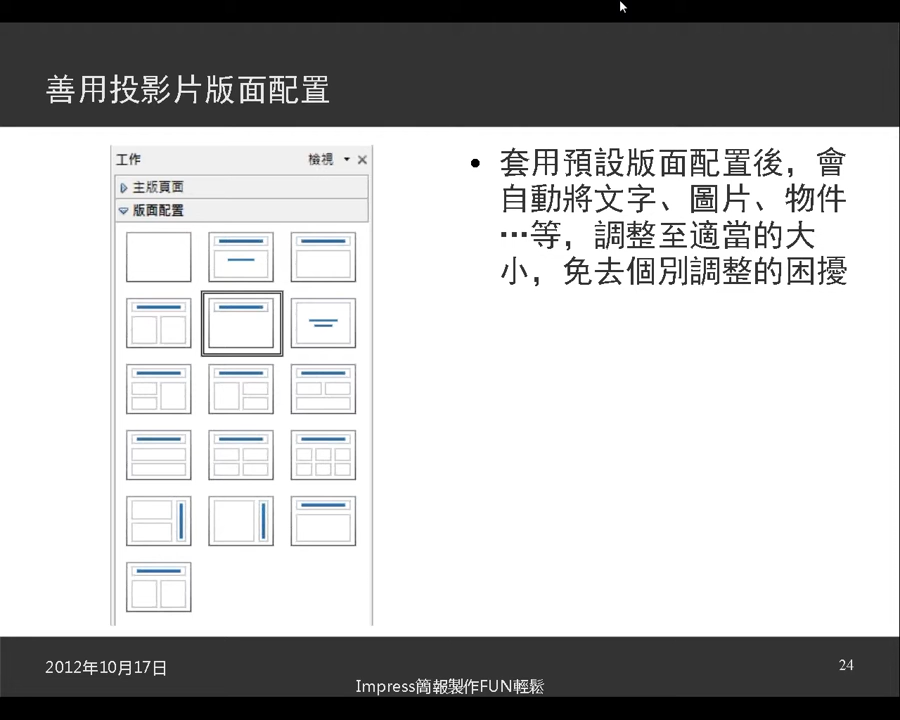 善用投影片版面配置
工作 檢視
主版頁面
版面配置
• 套用預設版面配置後，會
自動將文字、圖片、物件
…等，調整至適當的大
小，免去個別調整的困擾
2012年10月17日
24
Impress簡報製作FUN輕鬆